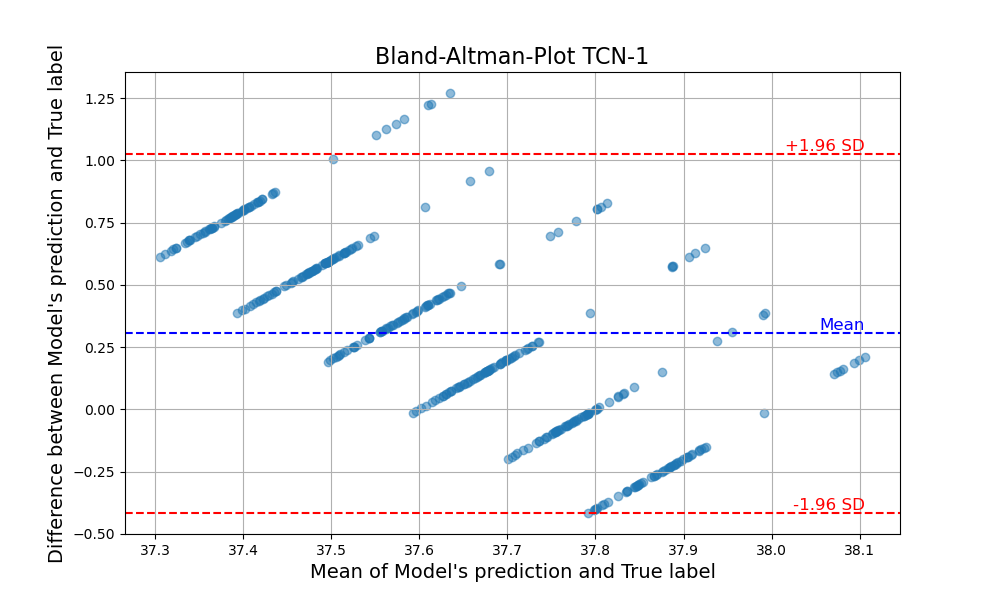 Bland-Altman-Plot TCN-1
Difference between Model's prediction and True label
1.25
1.00
0.75
0.50
0.25
0.00
−0.25
−0.50
+1.96 SD
Mean
-1.96 SD
37.3 37.4 37.5 37.6 37.7 37.8 37.9 38.0 38.1
Mean of Model's prediction and True label